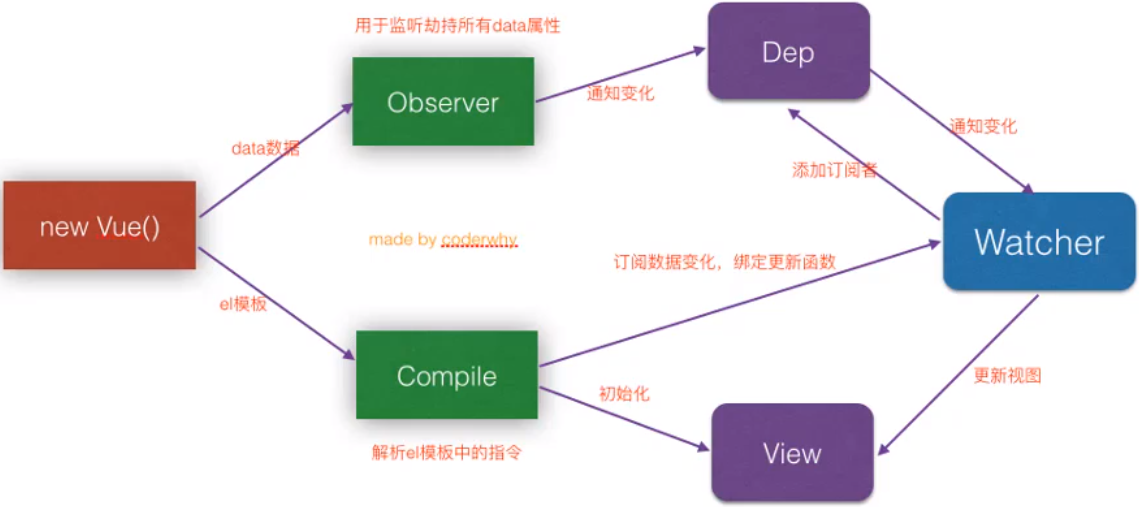 用于监听劫持所有data属性
Dep
Observer
通知变化
通知变化
data数据
添加订阅者
new Vue()
made by coderwhy
Watcher
订阅数据变化，绑定更新函数
el模板
Compile
初始化
更新视图
解析el模板中的指令
View